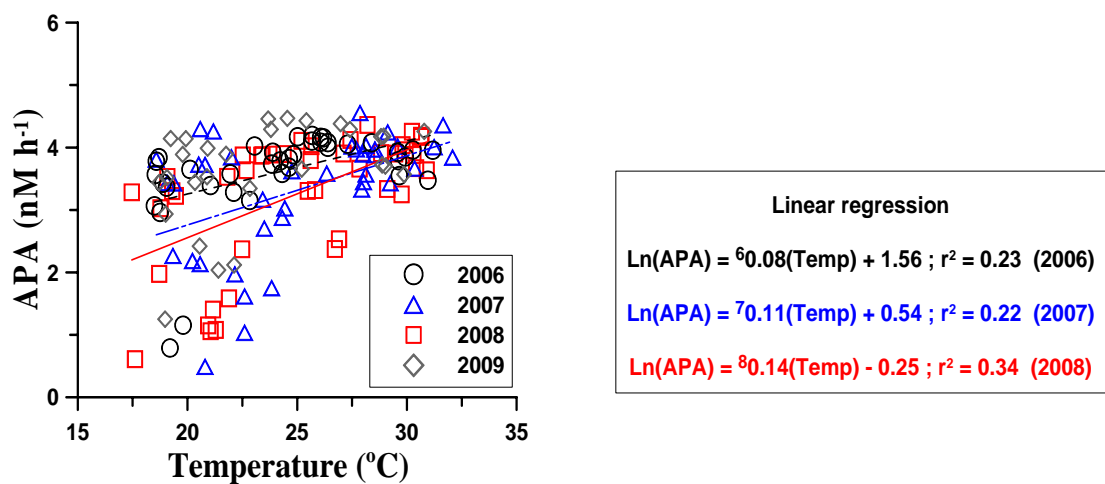 6
4
2
0
APA (nM h-1)
15 20 25 30 35
Temperature (ºC)
2006
2007
2008
2009
Linear regression
Ln(APA) = ⁶0.08(Temp) + 1.56 ; r² = 0.23 (2006)
Ln(APA) = ⁷0.11(Temp) + 0.54 ; r² = 0.22 (2007)
Ln(APA) = ⁸0.14(Temp) - 0.25 ; r² = 0.34 (2008)